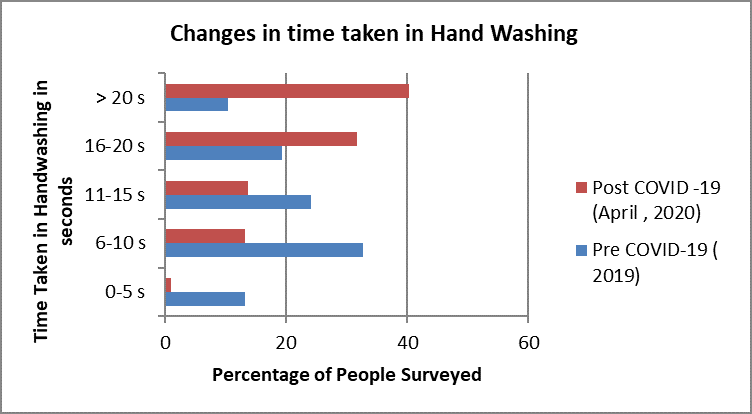 Changes in time taken in Hand Washing
Time Taken in Handwashing in
seconds
> 20 s
16-20 s
11-15 s
6-10 s
0-5 s
0 20 40 60
Percentage of People Surveyed
Post COVID -19
(April , 2020)
Pre COVID-19 (
2019)